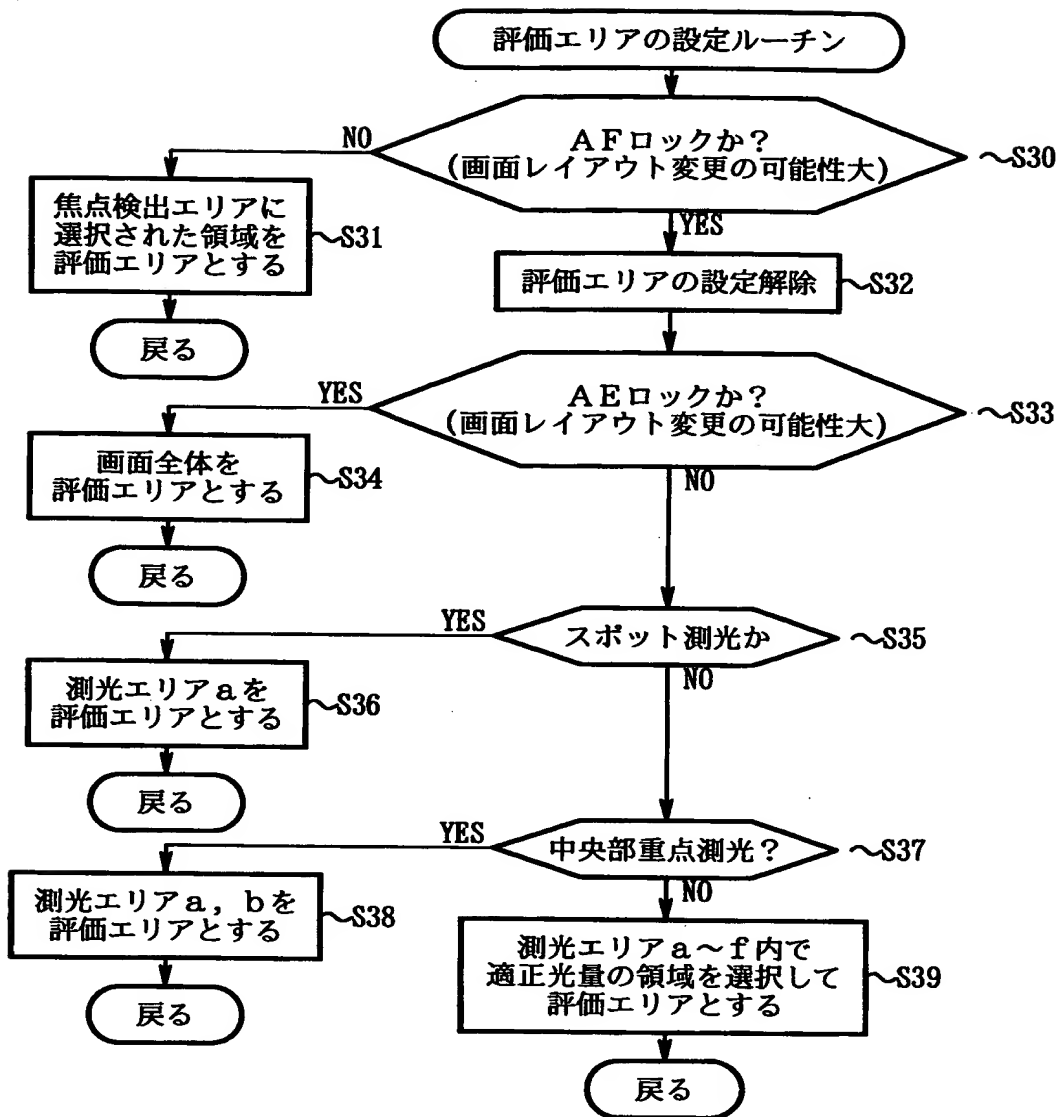 評価エリアの設定ルーチン
AFロックか?
(画面レイアウト変更の可能性大)
~S30
NO
YES
焦点検出エリアに
選択された領域を
評価エリアとする
~S31
戻る
評価エリアの設定解除
~S32
AEロックか?
(画面レイアウト変更の可能性大)
~S33
YES
NO
画面全体を
評価エリアとする
~S34
戻る
スポット測光か
~S35
YES
NO
測光エリアaを
評価エリアとする
~S36
戻る
中央部重点測光?
~S37
YES
NO
測光エリアa,bを
評価エリアとする
~S38
戻る
測光エリアa~f内で
適正光量の領域を選択して
評価エリアとする
~S39
戻る